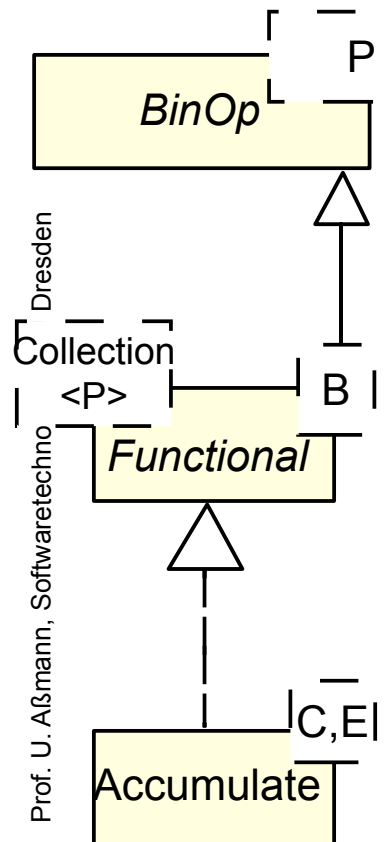 P
BinOp
Collection
<P>
B
Functional
C,E
Accumulate
Prof. U. Aßmann, Softwaretechno
Dresden